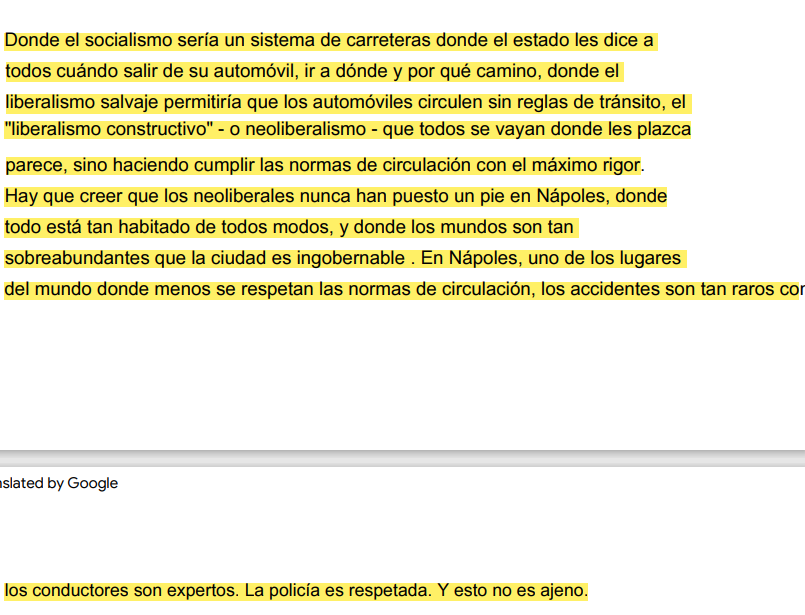 Donde el socialismo sería un sistema de carreteras donde el estado les dice a
todos cuándo salir de su automóvil, ir a dónde y por qué camino, donde el
liberalismo salvaje permitiría que los automóviles circulen sin reglas de tránsito, el
"liberalismo constructivo" - o neoliberalismo - que todos se vayan donde les plazca
parece, sino haciendo cumplir las normas de circulación con el máximo rigor.
Hay que creer que los neoliberales nunca han puesto un pie en Nápoles, donde
todo está tan habitado de todos modos, y donde los mundos son tan
sobreabundantes que la ciudad es ingobernable . En Nápoles, uno de los lugares
del mundo donde menos se respetan las normas de circulación, los accidentes son tan raros
nslated by Google
los conductores son expertos. La policía es respetada. Y esto no es ajeno.